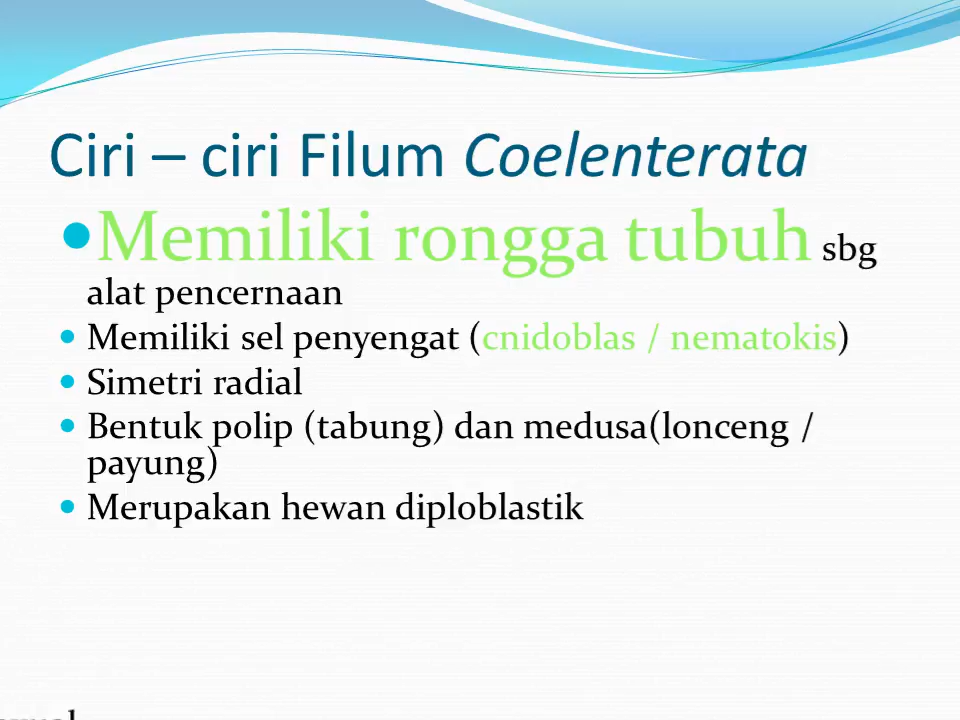 Ciri – ciri Filum Coelenterata
•Memiliki rongga tubuh sbg
alat pencernaan
• Memiliki sel penyengat (cnidoblas / nematokis)
• Simetri radial
• Bentuk polip (tabung) dan medusa(lonceng /
payung)
• Merupakan hewan diploblastik